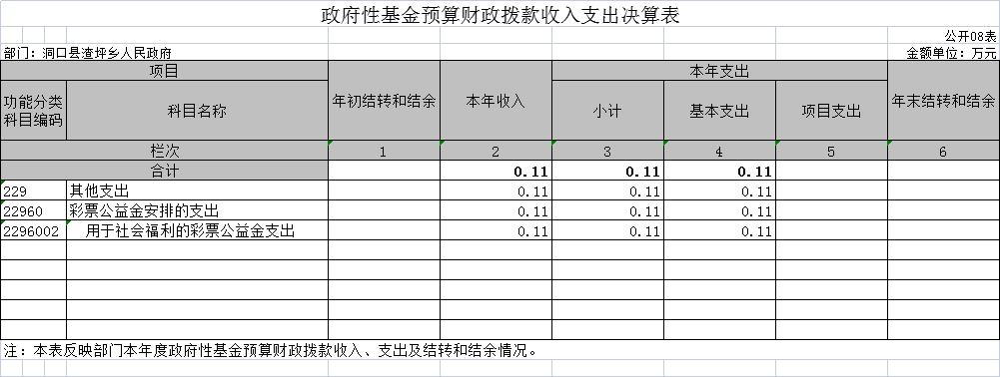 政府性基金预算财政拨款收入支出决算表
公开08表
部门：洞口县渣坪乡人民政府 金额单位：万元
项目 年初结转和结余 本年收入 本年支出 年末结转和结余
功能分类科目编码 科目名称 小计 基本支出 项目支出
栏次 1 2 3 4 5 6
合计 0.11 0.11 0.11
229 其他支出 0.11 0.11 0.11
22960 彩票公益金安排的支出 0.11 0.11 0.11
2296002 用于社会福利的彩票公益金支出 0.11 0.11 0.11
注：本表反映部门本年度政府性基金预算财政拨款收入、支出及结转和结余情况。